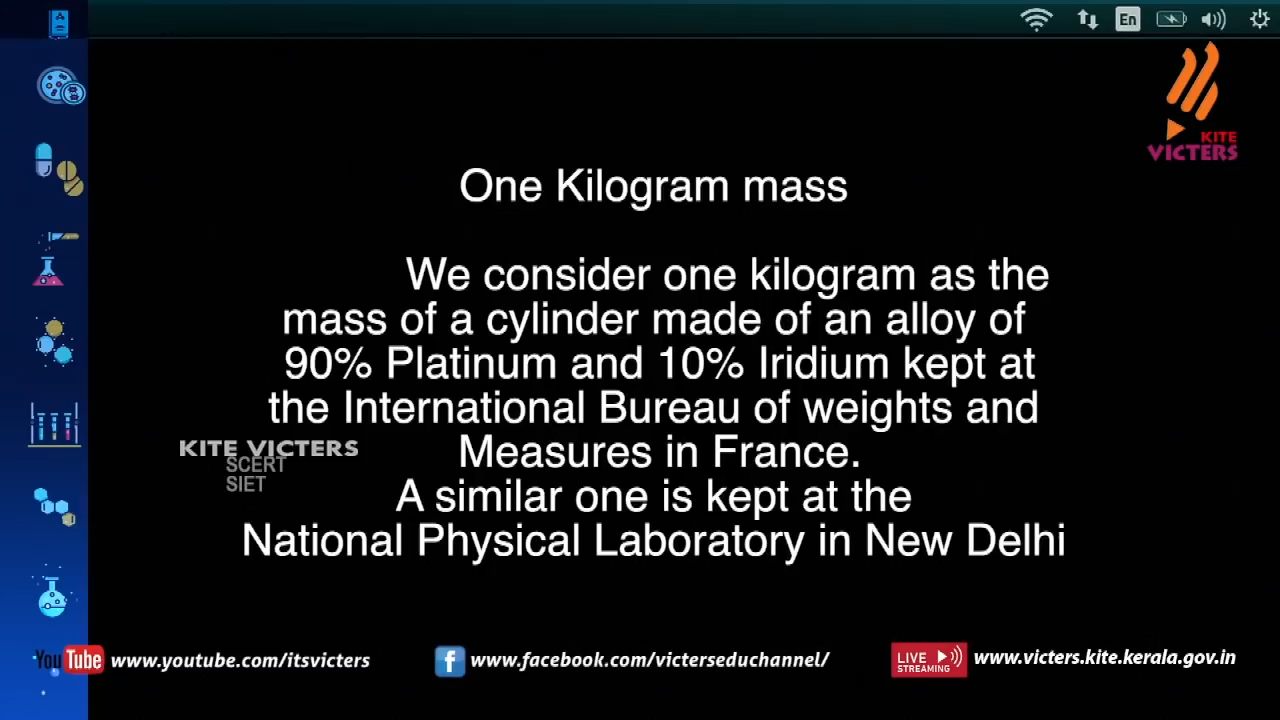 En
KITE
VICTERS
One Kilogram mass
We consider one kilogram as the
mass of a cylinder made of an alloy of
90% Platinum and 10% Iridium kept at
the International Bureau of weights and
Measures in France.
A similar one is kept at the
National Physical Laboratory in New Delhi
KITE VICTERS
SCERT
SIET
YouTube www.youtube.com/itsvicters
f www.facebook.com/victerseduchannel/
LIVE
STREAMING
www.victers.kite.kerala.gov.in